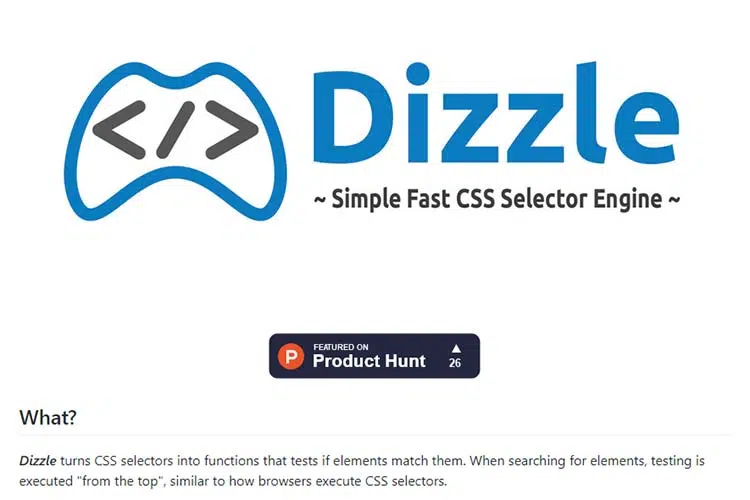 </>
Dizzle
~ Simple Fast CSS Selector Engine ~
FEATURED ON
Product Hunt
▲
26
P
What?
Dizzle turns CSS selectors into functions that tests if elements match them. When searching for elements, testing is
executed "from the top", similar to how browsers execute CSS selectors.